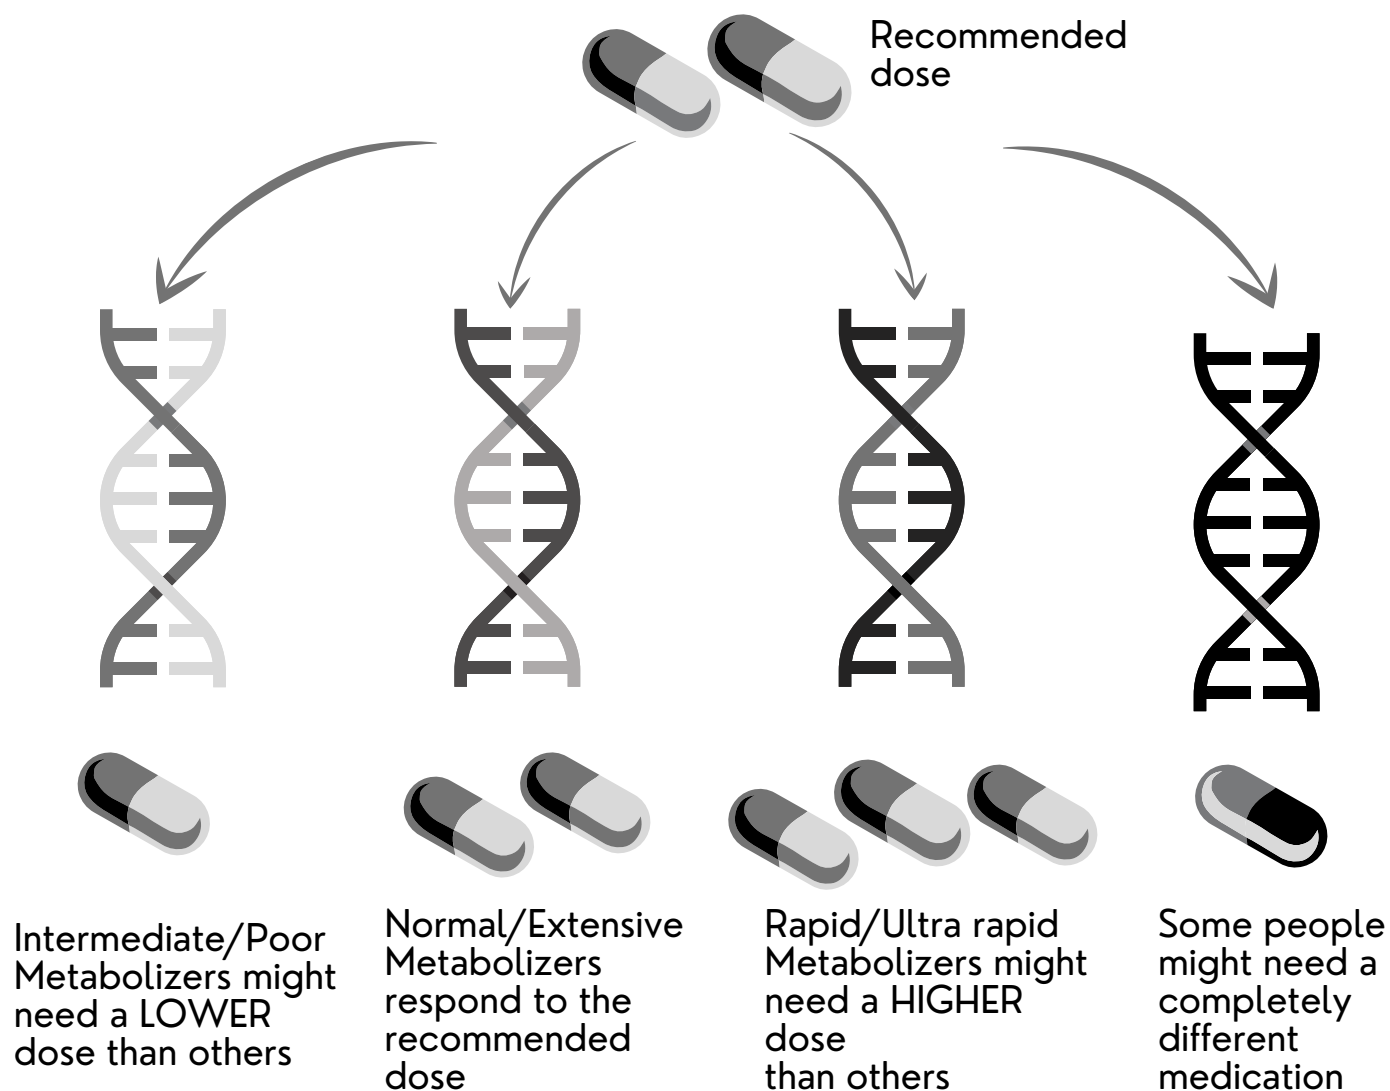 Recommended
dose
Intermediate/Poor
Metabolizers might
need a LOWER
dose than others
Normal/Extensive
Metabolizers
respond to the
recommended
dose
Rapid/Ultra rapid
Metabolizers might
need a HIGHER
dose
than others
Some people
might need a
completely
different
medication